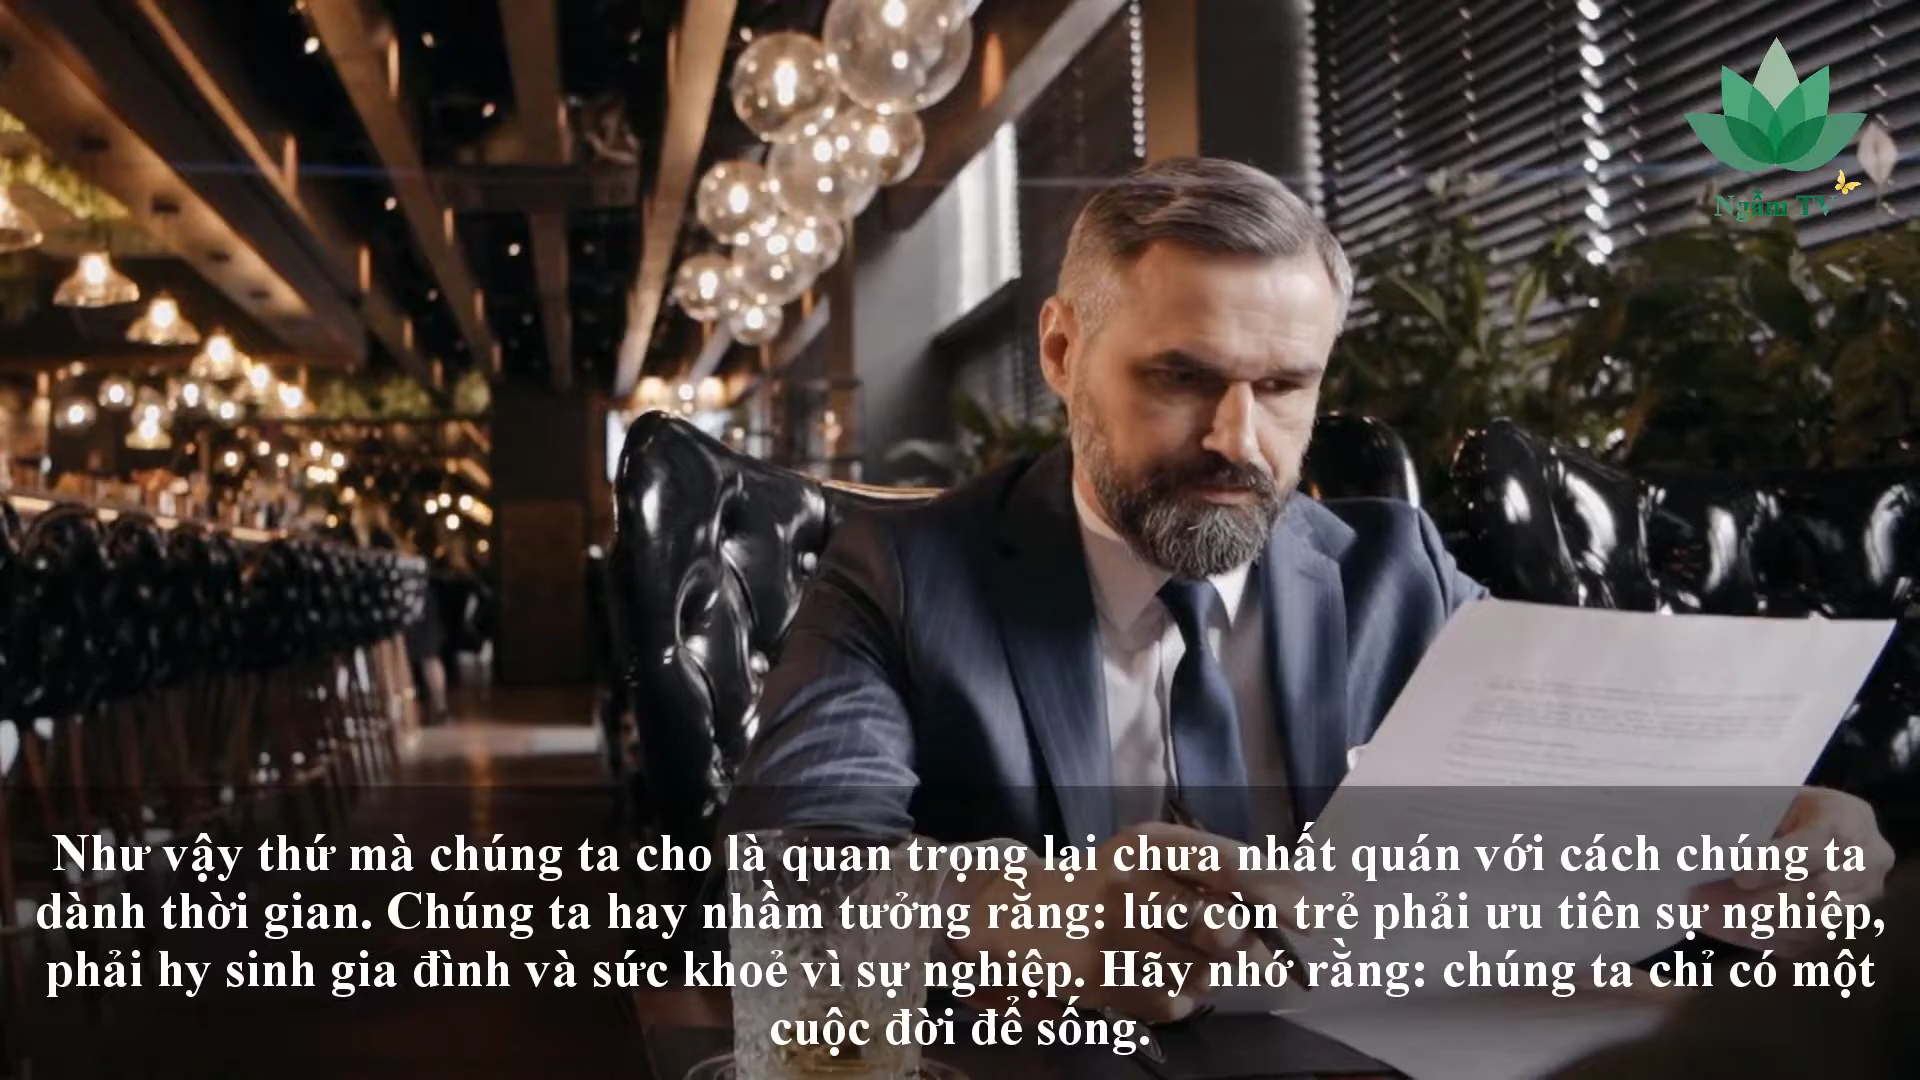 Ngẫm TV
Như vậy thứ mà chúng ta cho là quan trọng lại chưa nhất quán với cách chúng ta
dành thời gian. Chúng ta hay nhầm tưởng rằng: lúc còn trẻ phải ưu tiên sự nghiệp,
phải hy sinh gia đình và sức khoẻ vì sự nghiệp. Hãy nhớ rằng: chúng ta chỉ có một
cuộc đời để sống.